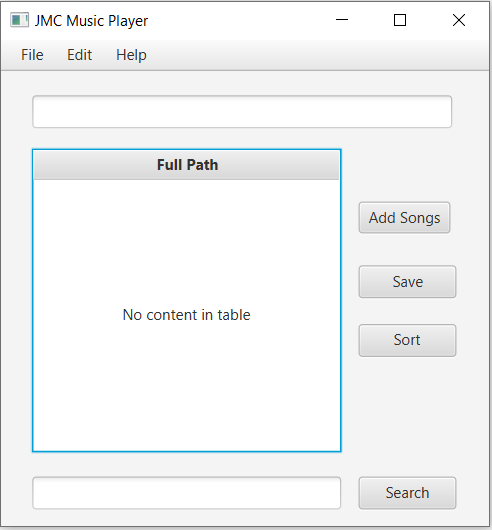 JMC Music Player
File Edit Help
Full Path
Add Songs
Save
No content in table
Sort
Search